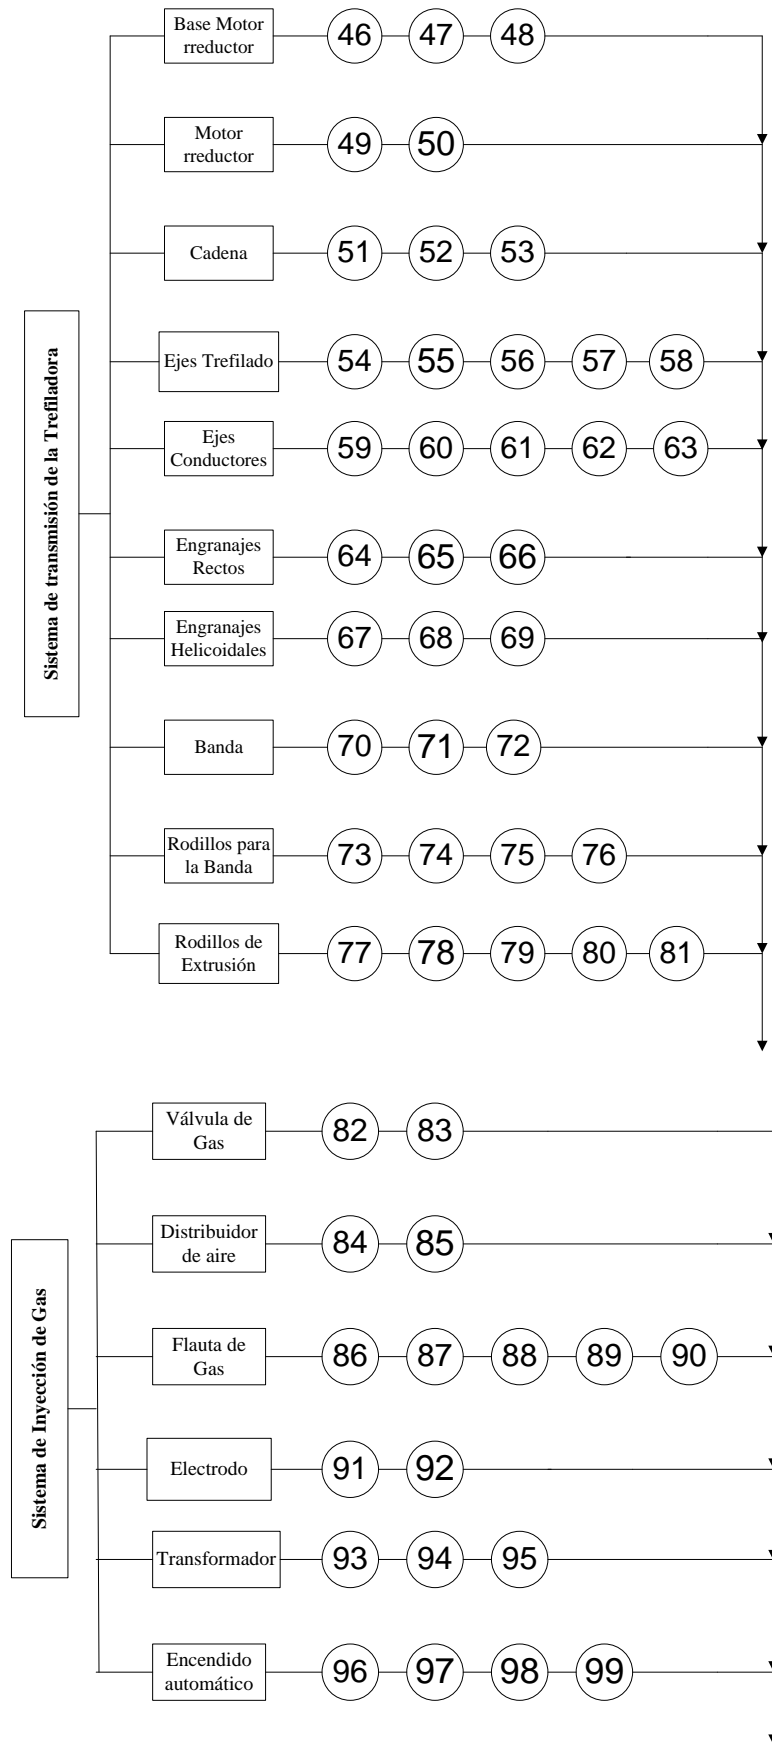 Sistema de transmisión de la Trefiladora
Base Motor
rreductor
46 47 48
Motor
rreductor
49 50
Cadena
51 52 53
Ejes Trefilado
54 55 56 57 58
Ejes
Conductores
59 60 61 62 63
Engranajes
Rectos
64 65 66
Engranajes
Helicoidales
67 68 69
Banda
70 71 72
Rodillos para
la Banda
73 74 75 76
Rodillos de
Extrusión
77 78 79 80 81
Sistema de Inyección de Gas
Válvula de
Gas
82 83
Distribuidor
de aire
84 85
Flauta de
Gas
86 87 88 89 90
Electrodo
91 92
Transformador
93 94 95
Encendido
automático
96 97 98 99